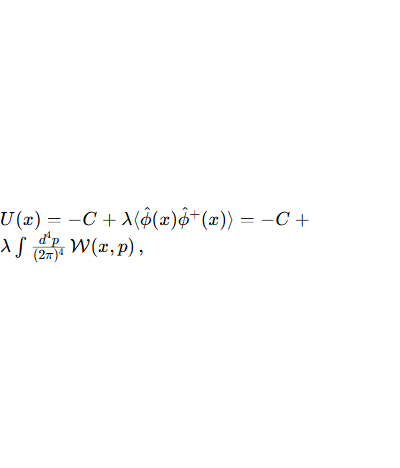 U(x) = −C + λ⟨φ̂(x)φ̂⁺(x)⟩ = −C +
λ ∫ d⁴p/(2π)⁴ 𝒲(x, p) ,